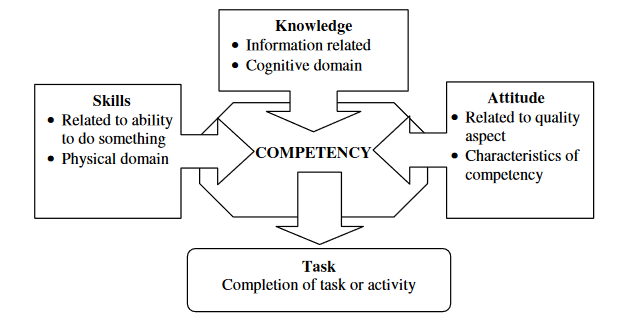 Knowledge
• Information related
• Cognitive domain
Skills
• Related to ability
to do something
• Physical domain
Attitude
• Related to quality
aspect
• Characteristics of
competency
COMPETENCY
Task
Completion of task or activity